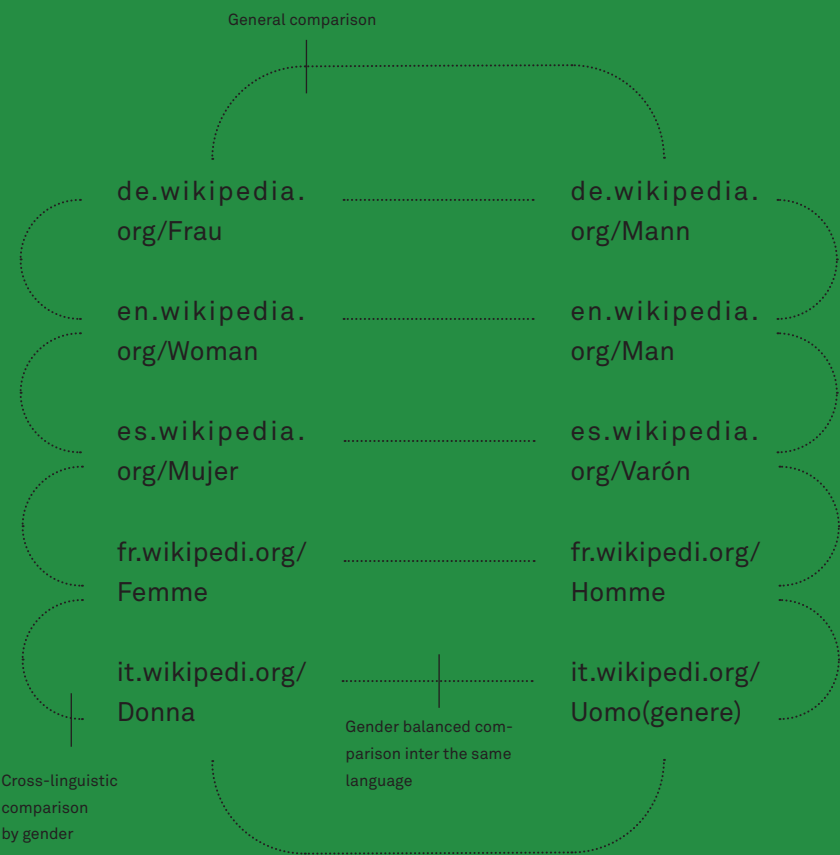 General comparison
de.wikipedia.
org/Frau
de.wikipedia.
org/Mann
en.wikipedia.
org/Woman
en.wikipedia.
org/Man
es.wikipedia.
org/Mujer
es.wikipedia.
org/Varón
fr.wikipedi.org/
Femme
fr.wikipedi.org/
Homme
it.wikipedi.org/
Donna
it.wikipedi.org/
Uomo(genere)
Gender balanced com-
parison inter the same
language
Cross-linguistic
comparison
by gender